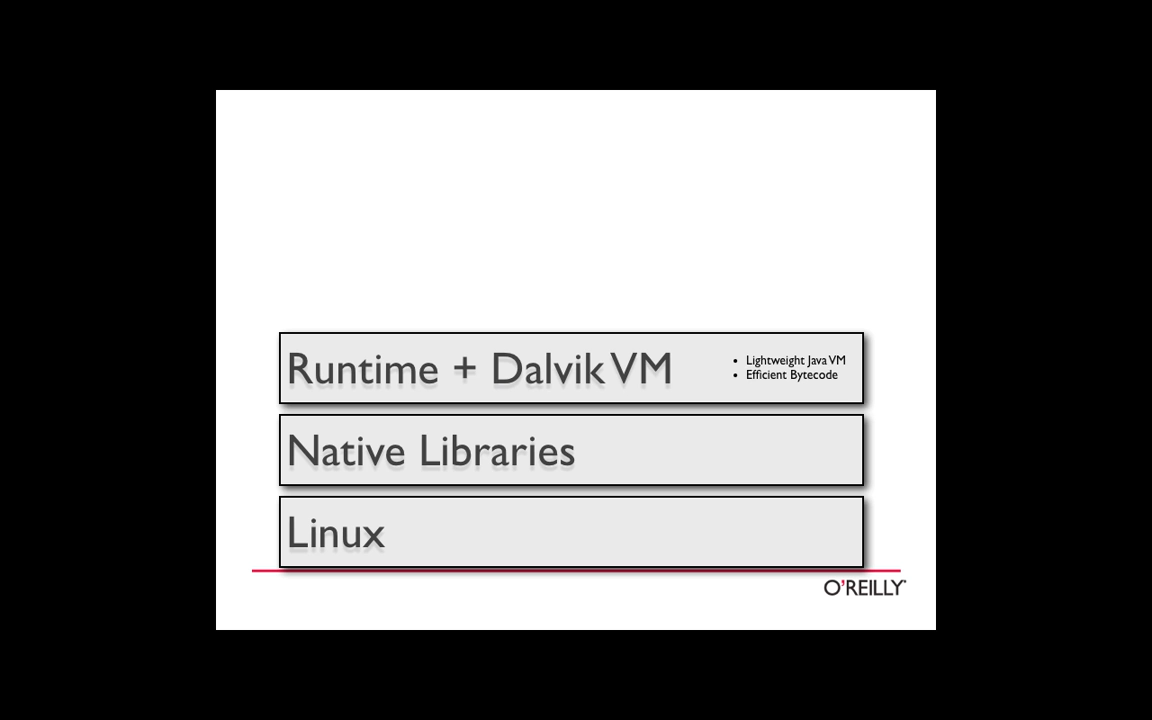 Runtime + Dalvik VM
• Lightweight Java VM
• Efficient Bytecode
Native Libraries
Linux
O'REILLY